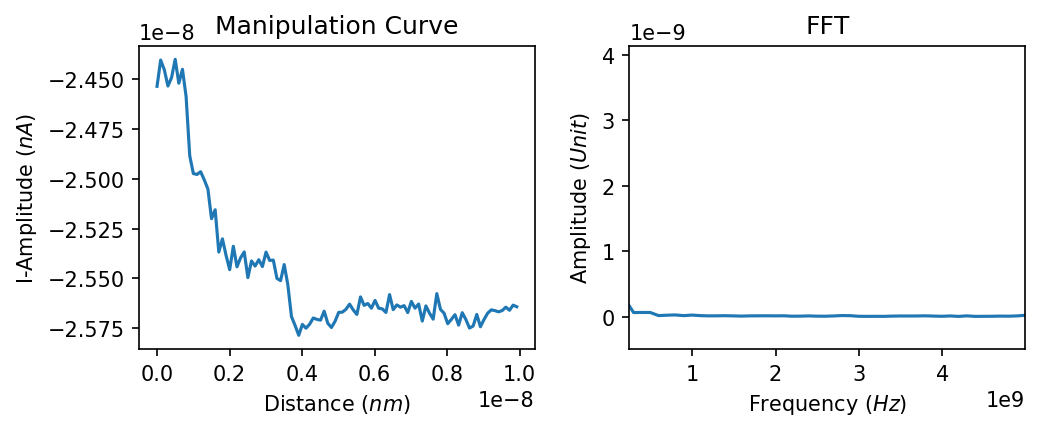 Manipulation Curve
1e−8
−2.450
−2.475
−2.500
−2.525
−2.550
−2.575
I-Amplitude (nA)
0.0 0.2 0.4 0.6 0.8 1.0
Distance (nm)
1e−8
FFT
1e−9
4
3
2
1
0
Amplitude (Unit)
1 2 3 4
Frequency (Hz)
1e9